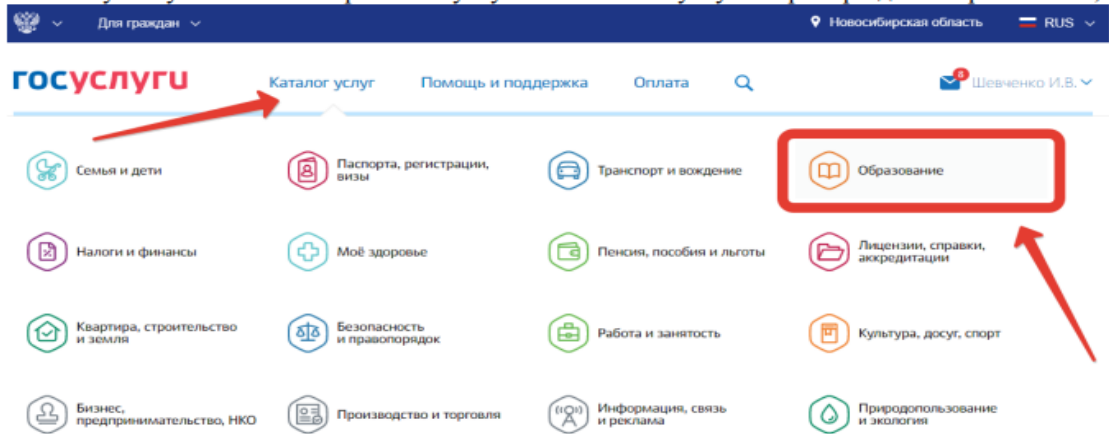 Для граждан
Новосибирская область
RUS
госуслуги
Каталог услуг
Помощь и поддержка
Оплата
8
Шевченко И.В.
Семья и дети
Паспорта, регистрации,
визы
Транспорт и вождение
Образование
Налоги и финансы
Моё здоровье
Пенсия, пособия и льготы
Лицензии, справки,
аккредитации
Квартира, строительство
и земля
Безопасность
и правопорядок
Работа и занятость
Культура, досуг, спорт
Бизнес,
предпринимательство, НКО
Производство и торговля
Информация, связь
и реклама
Природопользование
и экология